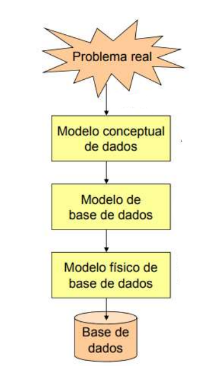 Problema real
Modelo conceptual
de dados
Modelo de
base de dados
Modelo físico de
base de dados
Base de
dados